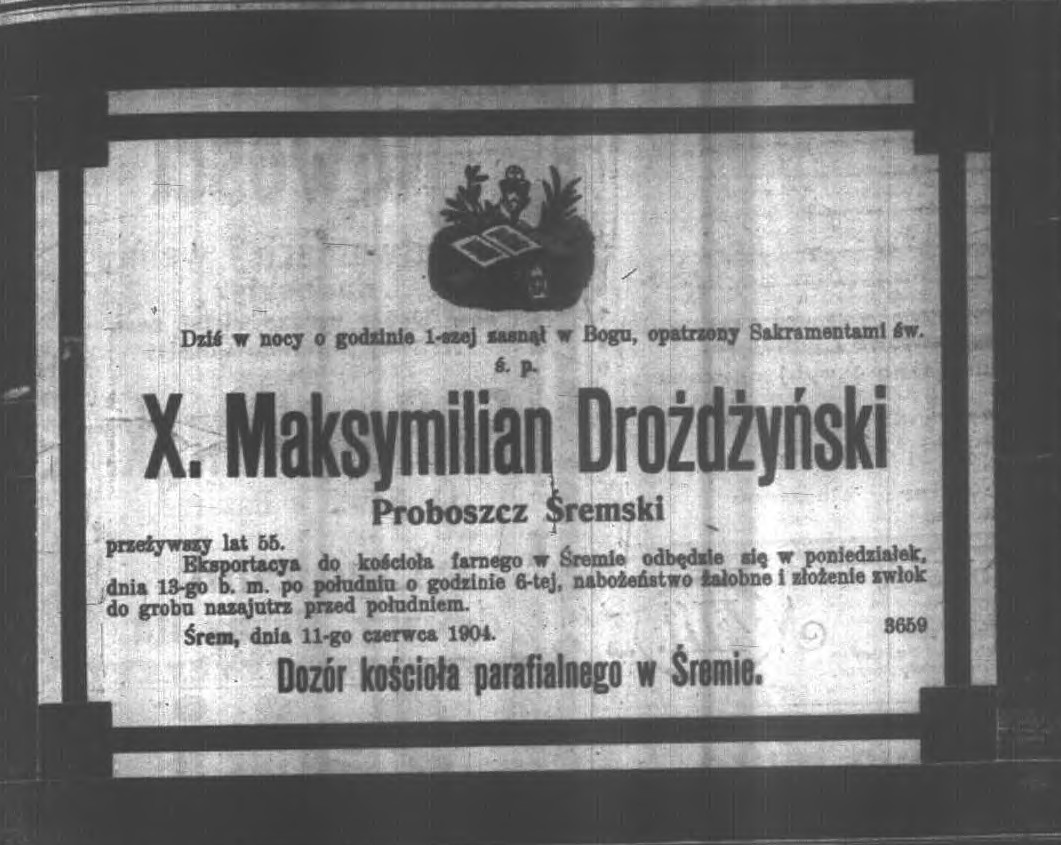 Dziś w nocy o godzinie 1-szej zasnął w Bogu, opatrzony Sakramentami św.
ś. p.
X. Maksymilian Drożdżyński
Proboszcz Śremski
przeżywszy lat 55.
Eksportacya do kościoła farnego w Śremie odbędzie się w poniedziałek,
dnia 13-go b. m. po południu o godzinie 6-tej, nabożeństwo żałobne i złożenie zwłok
do grobu nazajutrz przed południem.
Śrem, dnia 11-go czerwca 1904.
3659
Dozór kościoła parafialnego w Śremie.